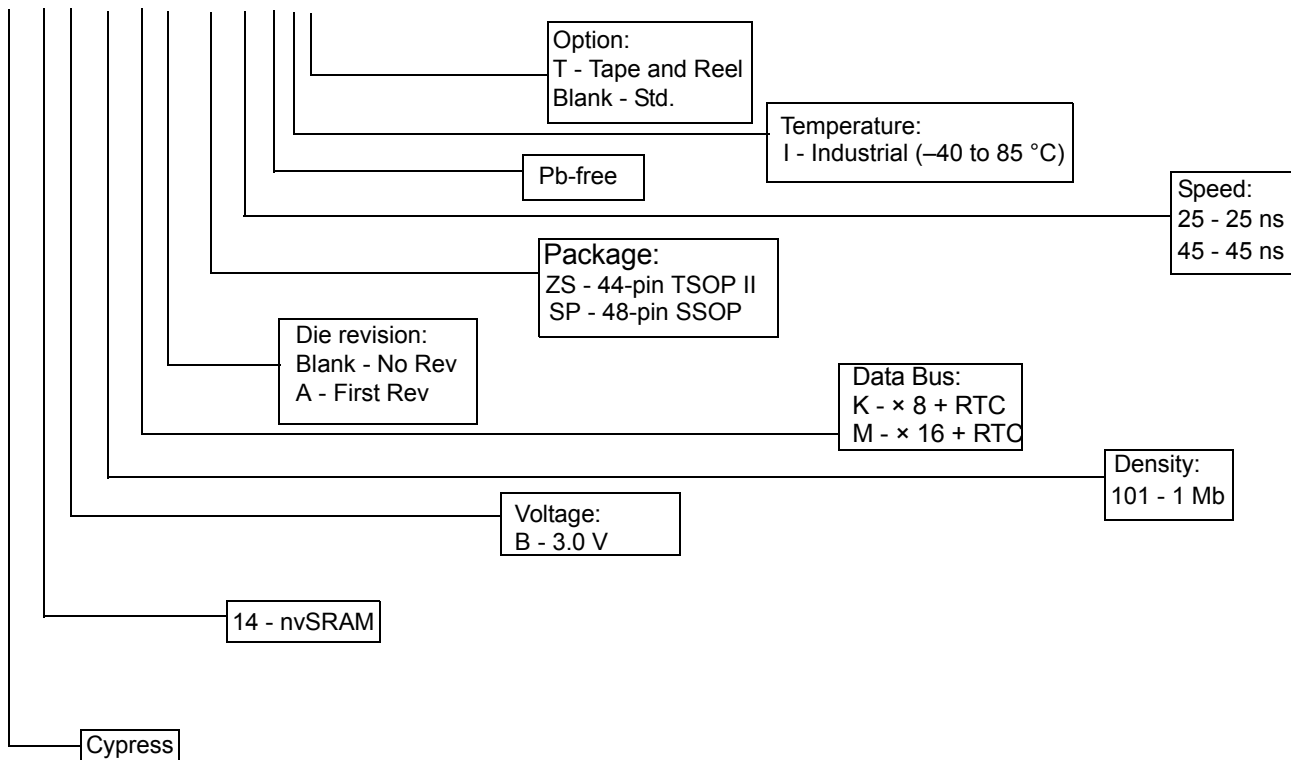 Option:
T - Tape and Reel
Blank - Std.
Temperature:
I - Industrial (–40 to 85 °C)
Pb-free
Speed:
25 - 25 ns
45 - 45 ns
Package:
ZS - 44-pin TSOP II
SP - 48-pin SSOP
Die revision:
Blank - No Rev
A - First Rev
Data Bus:
K - × 8 + RTC
M - × 16 + RTC
Density:
101 - 1 Mb
Voltage:
B - 3.0 V
14 - nvSRAM
Cypress